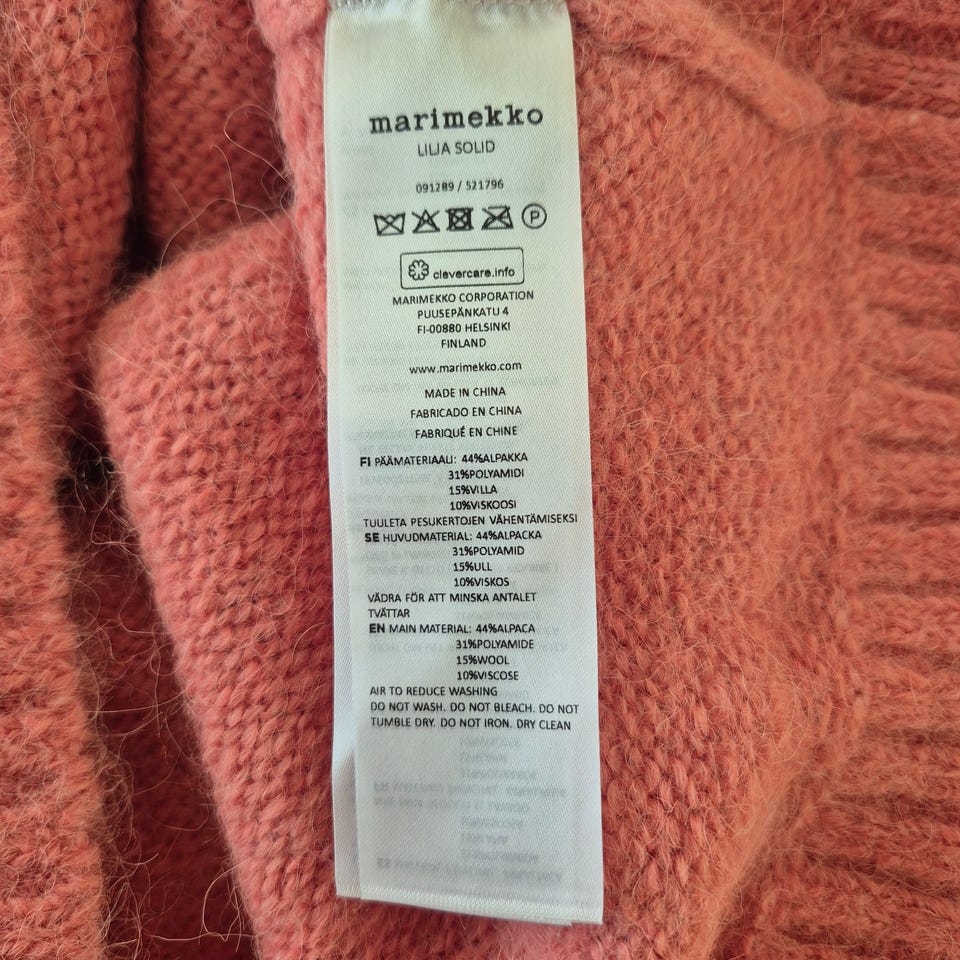 marimekko
LILJA SOLID
091289 / 521796
P
clevercare.info
MARIMEKKO CORPORATION
PUUSEPÄNKATU 4
FI-00880 HELSINKI
FINLAND
www.marimekko.com
MADE IN CHINA
FABRICADO EN CHINA
FABRIQUÉ EN CHINE
FI PÄÄMATERIAALI: 44%ALPAKKA
31%POLYAMIDI
15%VILLA
10%VISKOOSI
TUULETA PESUKERTOJEN VÄHENTÄMISEKSI
SE HUVUDMATERIAL: 44%ALPACKA
31%POLYAMID
15%ULL
10%VISKOS
VÄDRA FÖR ATT MINSKA ANTALET
TVÄTTAR
EN MAIN MATERIAL: 44%ALPACA
31%POLYAMIDE
15%WOOL
10%VISCOSE
AIR TO REDUCE WASHING
DO NOT WASH. DO NOT BLEACH. DO NOT
TUMBLE DRY. DO NOT IRON. DRY CLEAN